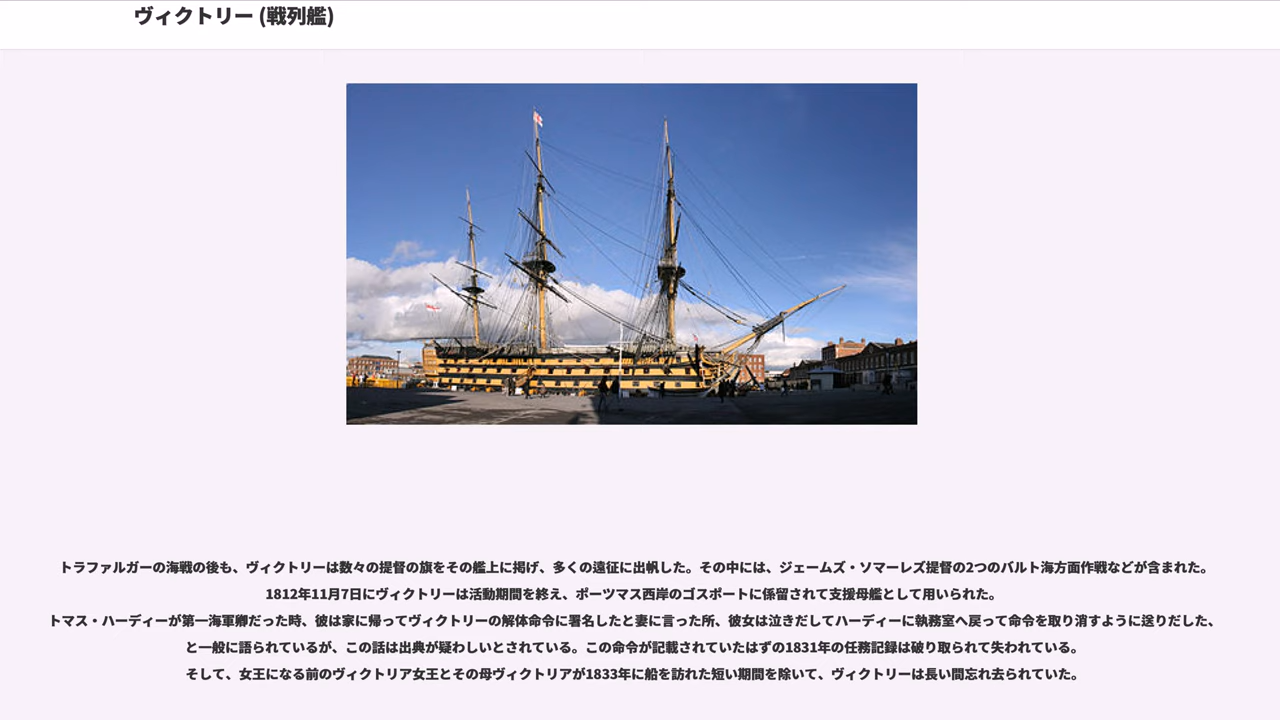 ヴィクトリー (戦列艦)
トラファルガーの海戦の後も、ヴィクトリーは数々の提督の旗をその艦上に掲げ、多くの遠征に出帆した。その中には、ジェームズ・ソマーレズ提督の2つのバルト海方面作戦などが含まれた。
1812年11月7日にヴィクトリーは活動期間を終え、ポーツマス西岸のゴスポートに係留されて支援母艦として用いられた。
トマス・ハーディーが第一海軍卿だった時、彼は家に帰ってヴィクトリーの解体命令に署名したと妻に言った所、彼女は泣きだしてハーディーに執務室へ戻って命令を取り消すように送りだした、
と一般に語られているが、この話は出典が疑わしいとされている。この命令が記載されていたはずの1831年の任務記録は破り取られて失われている。
そして、女王になる前のヴィクトリア女王とその母ヴィクトリアが1833年に船を訪れた短い期間を除いて、ヴィクトリーは長い間忘れ去られていた。